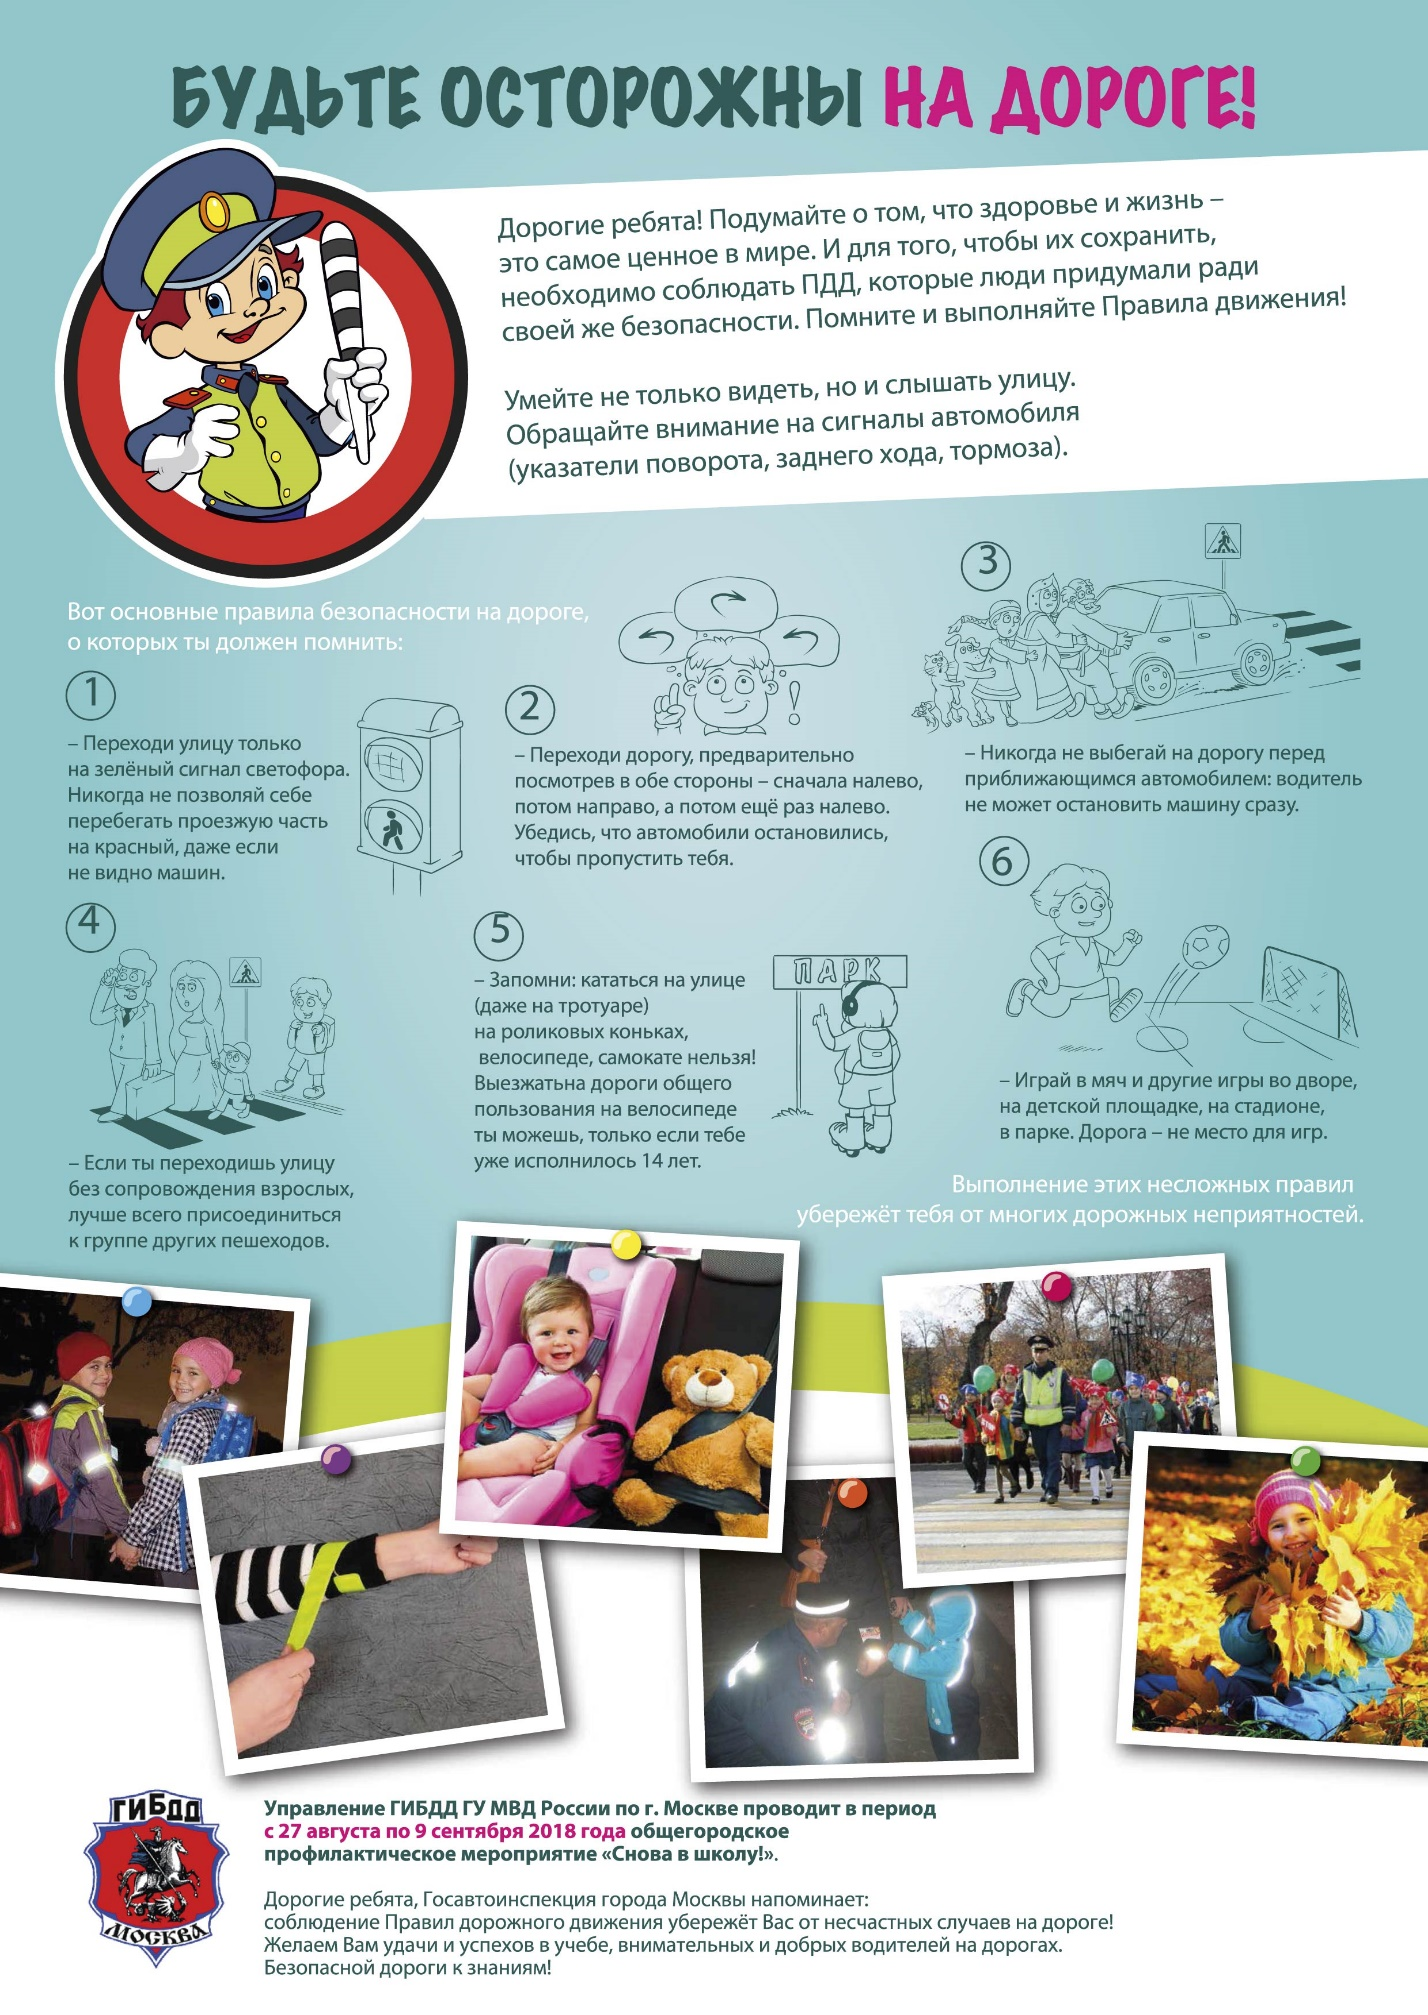 БУДЬТЕ ОСТОРОЖНЫ НА ДОРОГЕ!
Дорогие ребята! Подумайте о том, что здоровье и жизнь –
это самое ценное в мире. И для того, чтобы их сохранить,
необходимо соблюдать ПДД, которые люди придумали ради
своей же безопасности. Помните и выполняйте Правила движения!
Умейте не только видеть, но и слышать улицу.
Обращайте внимание на сигналы автомобиля
(указатели поворота, заднего хода, тормоза).
Вот основные правила безопасности на дороге,
о которых ты должен помнить:
1
– Переходи улицу только
на зелёный сигнал светофора.
Никогда не позволяй себе
перебегать проезжую часть
на красный, даже если
не видно машин.
2
– Переходи дорогу, предварительно
посмотрев в обе стороны – сначала налево,
потом направо, а потом ещё раз налево.
Убедись, что автомобили остановились,
чтобы пропустить тебя.
3
– Никогда не выбегай на дорогу перед
приближающимся автомобилем: водитель
не может остановить машину сразу.
4
– Если ты переходишь улицу
без сопровождения взрослых,
лучше всего присоединиться
к группе других пешеходов.
5
– Запомни: кататься на улице
(даже на тротуаре)
на роликовых коньках,
велосипеде, самокате нельзя!
Выезжатьна дороги общего
пользования на велосипеде
ты можешь, только если тебе
уже исполнилось 14 лет.
ПАРК
6
– Играй в мяч и другие игры во дворе,
на детской площадке, на стадионе,
в парке. Дорога – не место для игр.
Выполнение этих несложных правил
убережёт тебя от многих дорожных неприятностей.
ГИБДД
МОСКВА
Управление ГИБДД ГУ МВД России по г. Москве проводит в период
с 27 августа по 9 сентября 2018 года общегородское
профилактическое мероприятие «Снова в школу!».
Дорогие ребята, Госавтоинспекция города Москвы напоминает:
соблюдение Правил дорожного движения убережёт Вас от несчастных случаев на дороге!
Желаем Вам удачи и успехов в учебе, внимательных и добрых водителей на дорогах.
Безопасной дороги к знаниям!